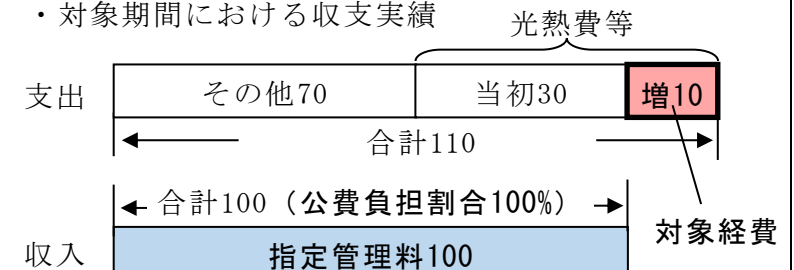 ・対象期間における収支実績
光熱費等
支出
その他70
当初30
増10
合計110
合計100（公費負担割合100%）
対象経費
収入
指定管理料100